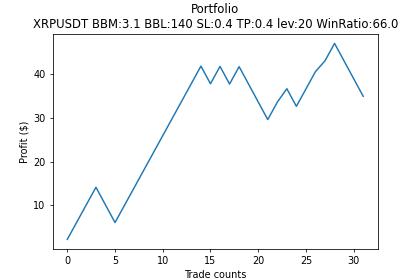 Portfolio
XRPUSDT BBM:3.1 BBL:140 SL:0.4 TP:0.4 lev:20 WinRatio:66.0
Profit ($)
40
30
20
10
0 5 10 15 20 25 30
Trade counts